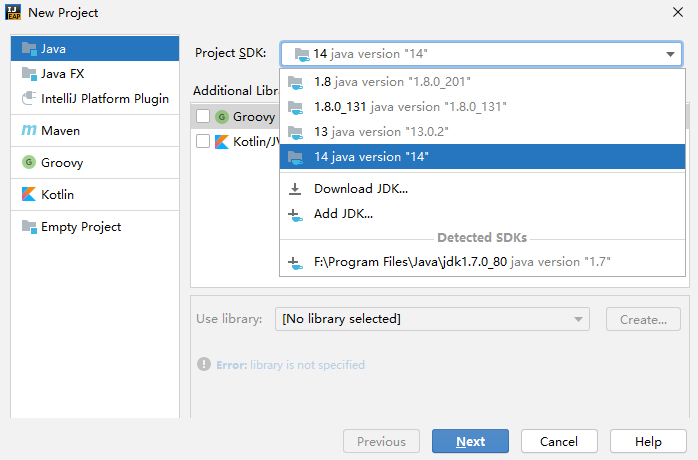 New Project
Java
Java FX
IntelliJ Platform Plugin
Maven
Groovy
Kotlin
Empty Project
Project SDK:
14 java version "14"
1.8 java version "1.8.0_201"
1.8.0_131 java version "1.8.0_131"
13 java version "13.0.2"
14 java version "14"
Download JDK...
Add JDK...
Detected SDKs
F:\Program Files\Java\jdk1.7.0_80 java version "1.7"
Additional Libr
Groovy
Kotlin/JV
Use library:
[No library selected]
Create...
Error: library is not specified
Previous
Next
Cancel
Help